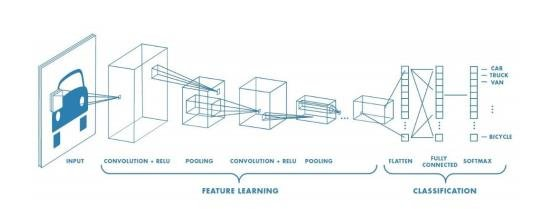 CAR
TRUCK
VAN
BICYCLE
INPUT
CONVOLUTION + RELU
POOLING
CONVOLUTION + RELU
POOLING
FLATTEN
FULLY
CONNECTED
SOFTMAX
FEATURE LEARNING
CLASSIFICATION